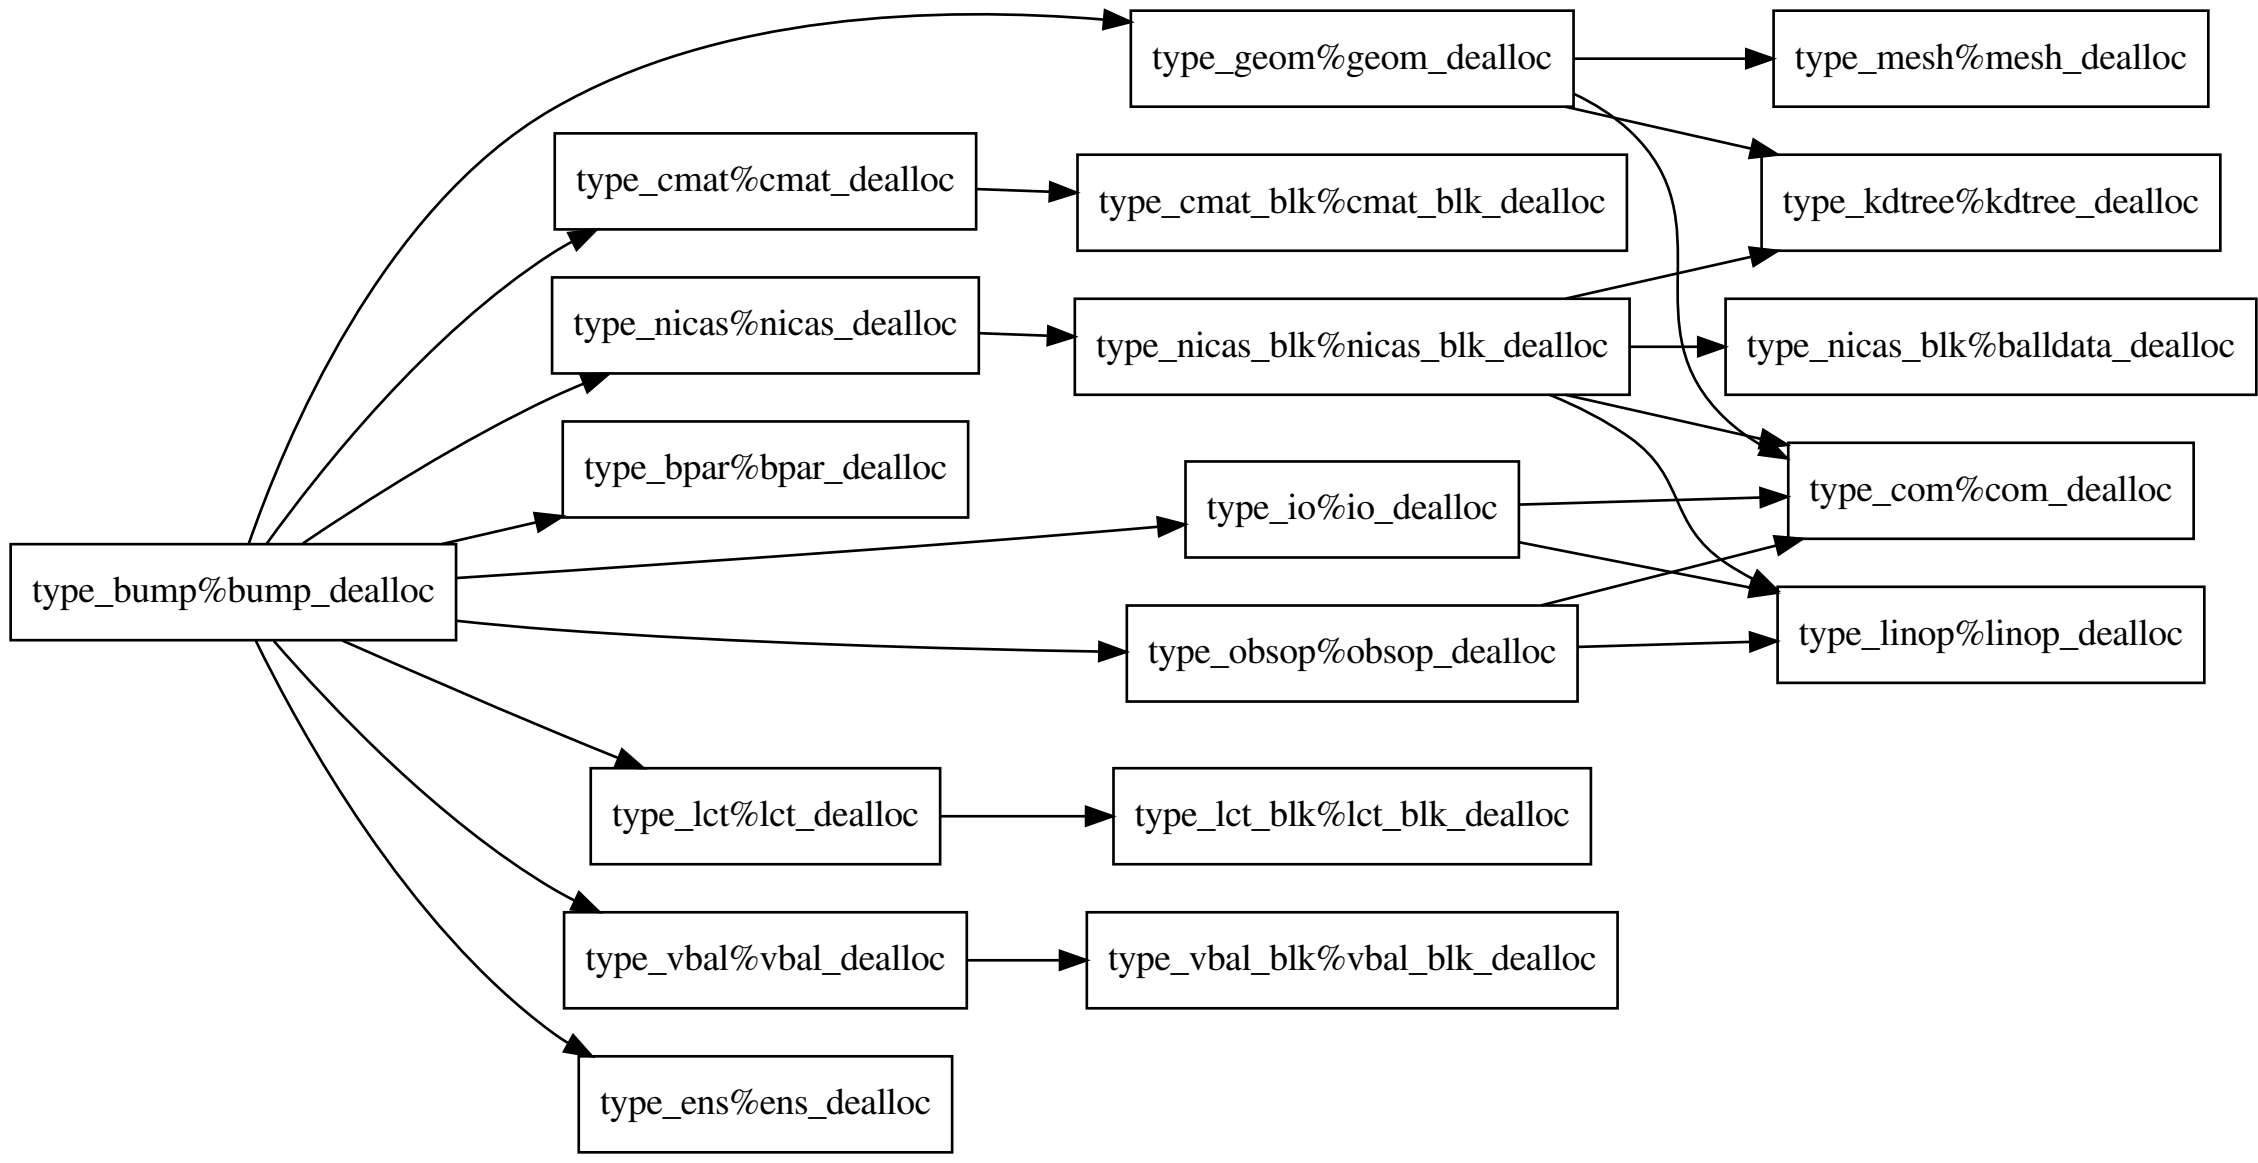 type_geom%geom_dealloc
type_mesh%mesh_dealloc
type_cmat%cmat_dealloc
type_cmat_blk%cmat_blk_dealloc
type_kdtree%kdtree_dealloc
type_nicas%nicas_dealloc
type_nicas_blk%nicas_blk_dealloc
type_nicas_blk%balldata_dealloc
type_bpar%bpar_dealloc
type_io%io_dealloc
type_com%com_dealloc
type_bump%bump_dealloc
type_obsop%obsop_dealloc
type_linop%linop_dealloc
type_lct%lct_dealloc
type_lct_blk%lct_blk_dealloc
type_vbal%vbal_dealloc
type_vbal_blk%vbal_blk_dealloc
type_ens%ens_dealloc